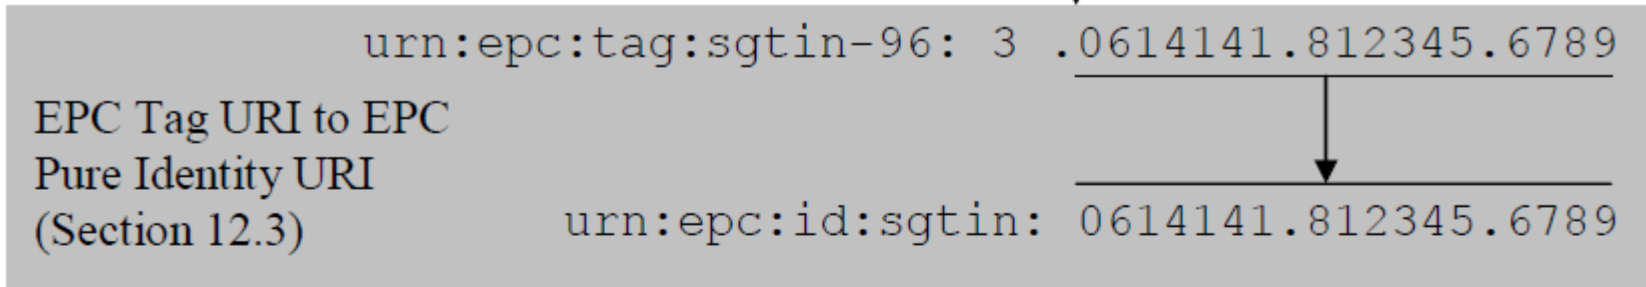 urn:epc:tag:sgtin-96: 3 .0614141.812345.6789
EPC Tag URI to EPC
Pure Identity URI
(Section 12.3)
urn:epc:id:sgtin: 0614141.812345.6789